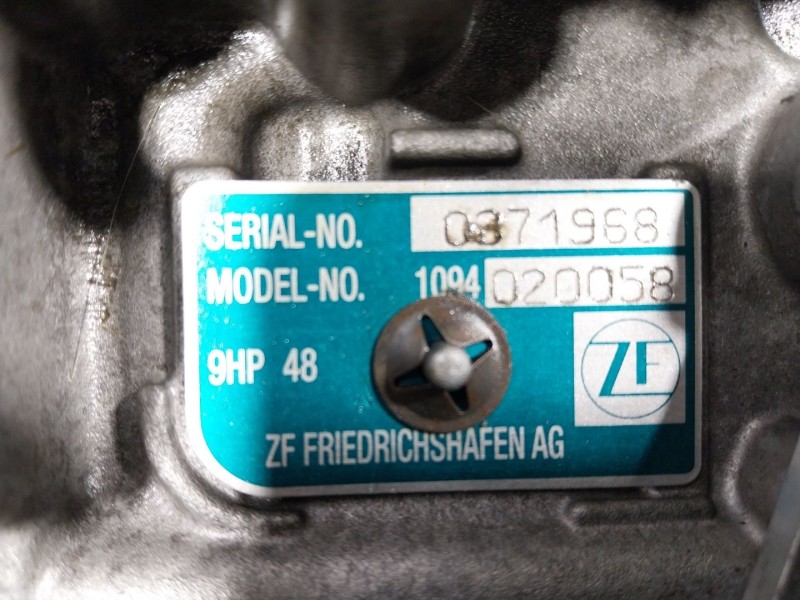 SERIAL-NO. 0371968
MODEL-NO. 1094 020058
9HP 48
ZF
ZF FRIEDRICHSHAFEN AG